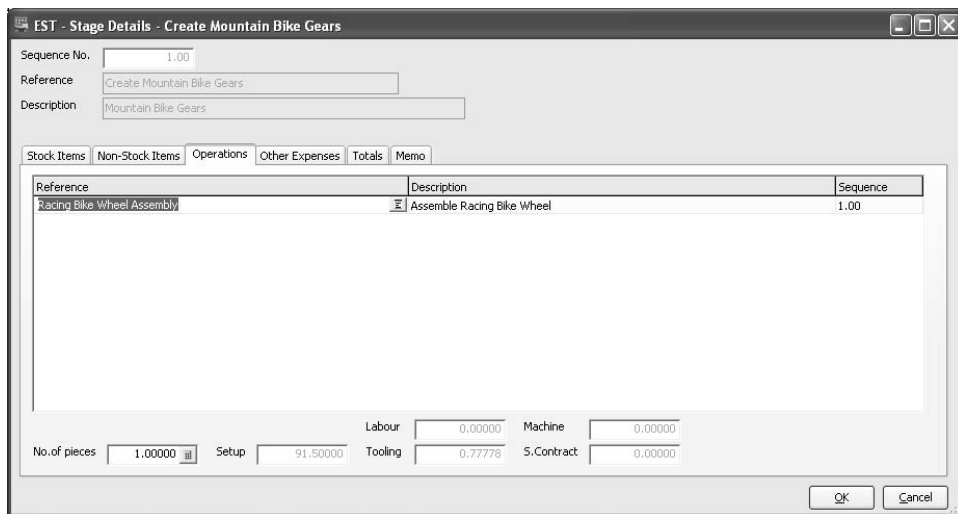 EST - Stage Details - Create Mountain Bike Gears
Sequence No. 1.00
Reference Create Mountain Bike Gears
Description Mountain Bike Gears
Stock Items Non-Stock Items Operations Other Expenses Totals Memo
Reference Description Sequence
Racing Bike Wheel Assembly Assemble Racing Bike Wheel 1.00
Labour 0.00000 Machine 0.00000
No.of pieces 1.00000 Setup 91.50000 Tooling 0.77778 S.Contract 0.00000
OK Cancel